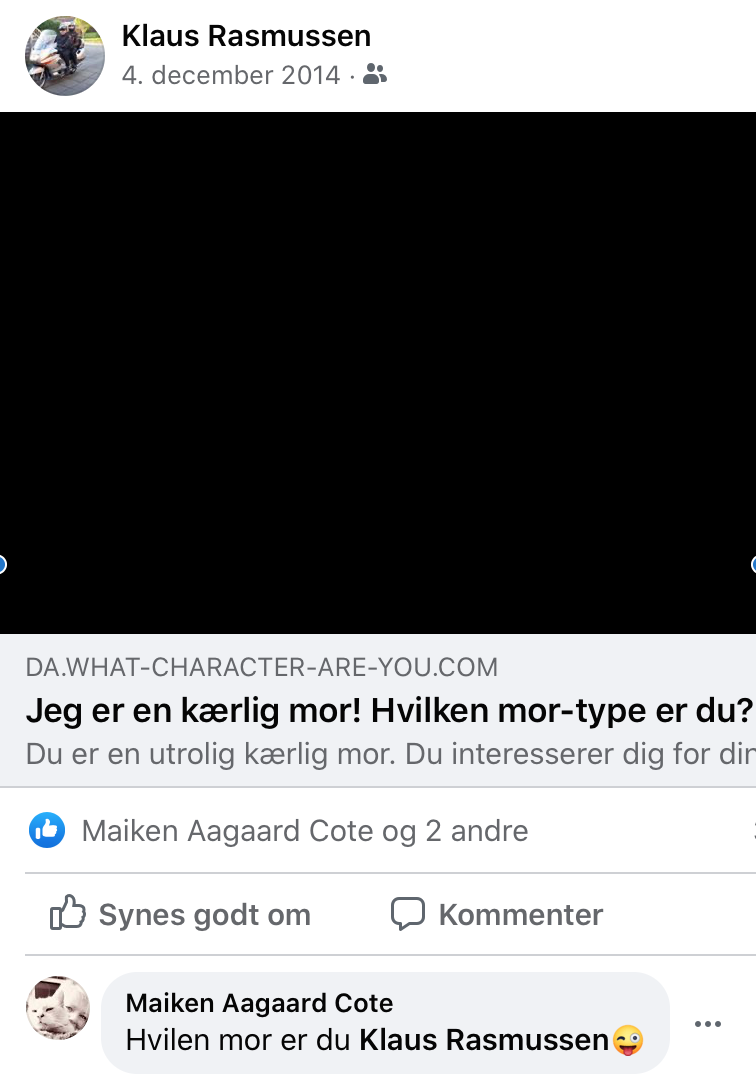 Klaus Rasmussen
4. december 2014 ·
DA.WHAT-CHARACTER-ARE-YOU.COM
Jeg er en kærlig mor! Hvilken mor-type er du?
Du er en utrolig kærlig mor. Du interesserer dig for din
Maiken Aagaard Cote og 2 andre
Synes godt om Kommenter
Maiken Aagaard Cote
Hvilen mor er du Klaus Rasmussen😜